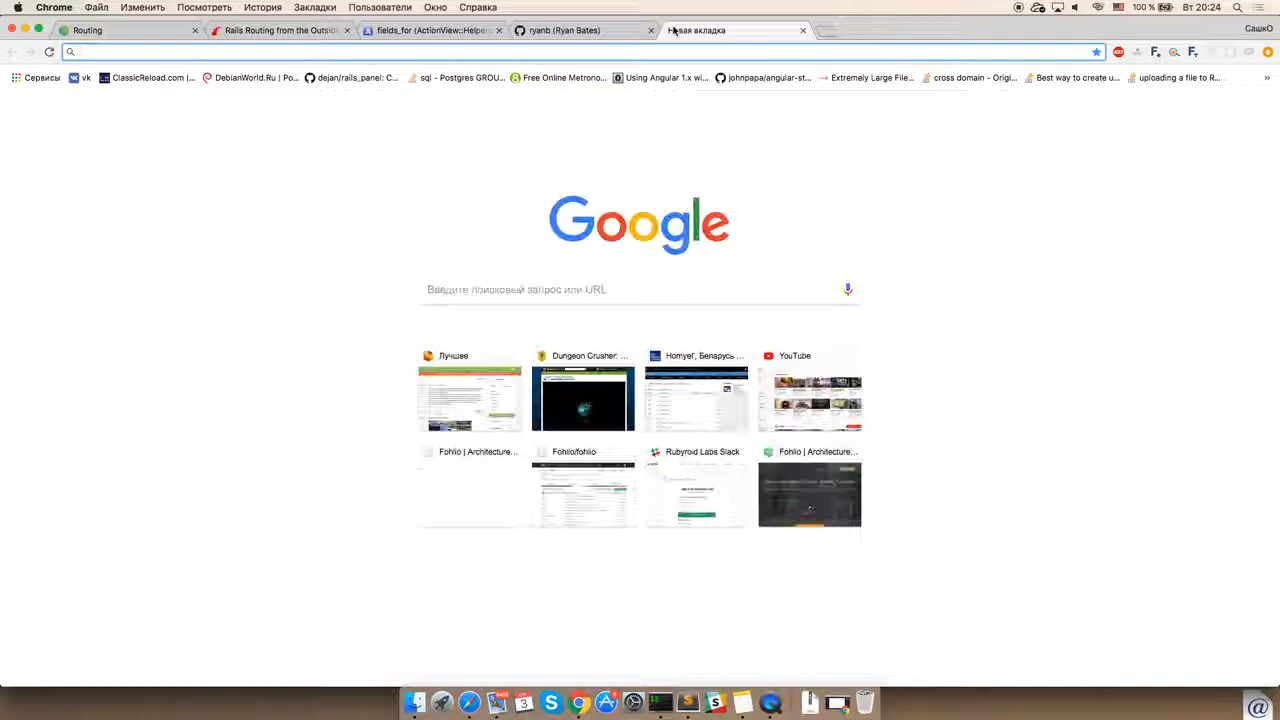 Chrome Файл Изменить Посмотреть История Закладки Пользователи Окно Справка 100 % Вт 20:24
Routing Rails Routing from the Outsid fields_for (ActionView::Helpers ryanb (Ryan Bates) Новая вкладка Сашко
Сервисы vk ClassicReload.com |... DebianWorld.Ru | Po... dejan/rails_panel: C... sql - Postgres GROU... Free Online Metrono... Using Angular 1.x wi... johnpapa/angular-st... Extremely Large File... cross domain - Origi... Best way to create u... uploading a file to R... »
Google
Введите поисковый запрос или URL
Лучшее Dungeon Crusher: ... Homyel', Беларусь ... YouTube
Fohlio | Architecture... Fohlio/fohlio Rubyroid Labs Slack Fohlio | Architecture...